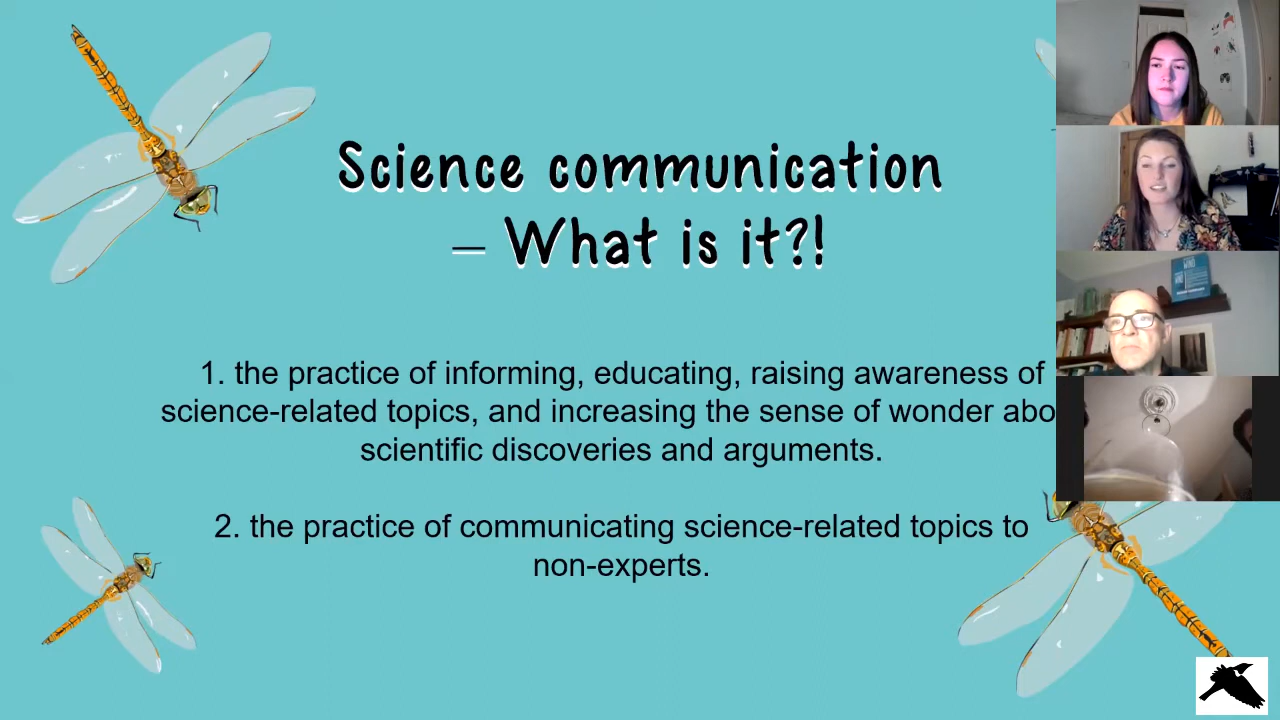 Science communication
– What is it?!
1. the practice of informing, educating, raising awareness of
science-related topics, and increasing the sense of wonder abo
scientific discoveries and arguments.
2. the practice of communicating science-related topics to
non-experts.